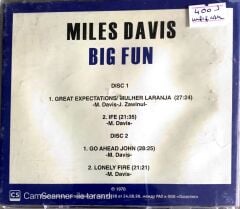 MILES DAVIS
BIG FUN
400 J
DISC 1
1. GREAT EXPECTATIONS/ MULHER LARANJA (27:24)
-M. Davis-J. Zawinul-
2. IFE (21:35)
-M. Davis-
DISC 2
1. GO AHEAD JOHN (28:25)
-M. Davis-
2. LONELY FIRE (21:21)
-M. Davis-
© 1970
CS CamScanner ile tarandı